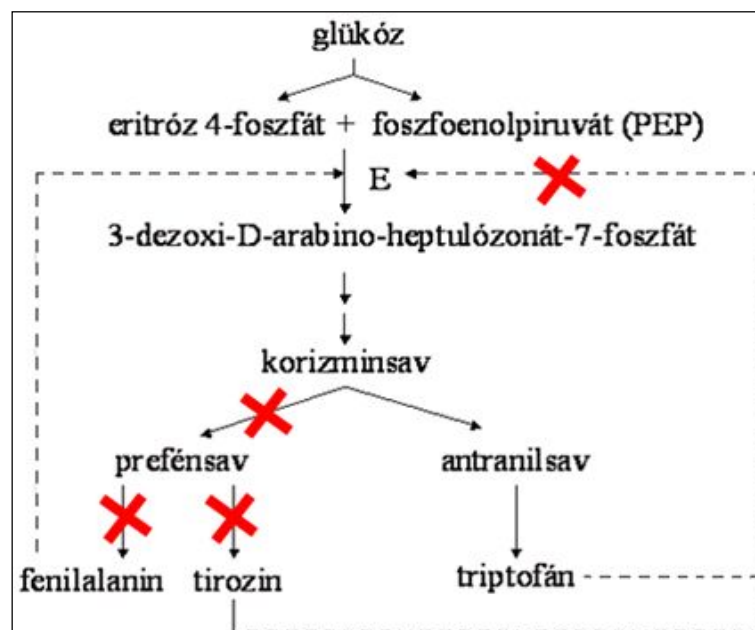 glükóz
eritróz 4-foszfát + foszfoenolpiruvát (PEP)
E
3-dezoxi-D-arabino-heptulózonát-7-foszfát
korizminsav
prefénsav antranilsav
fenilalanin tirozin triptofán